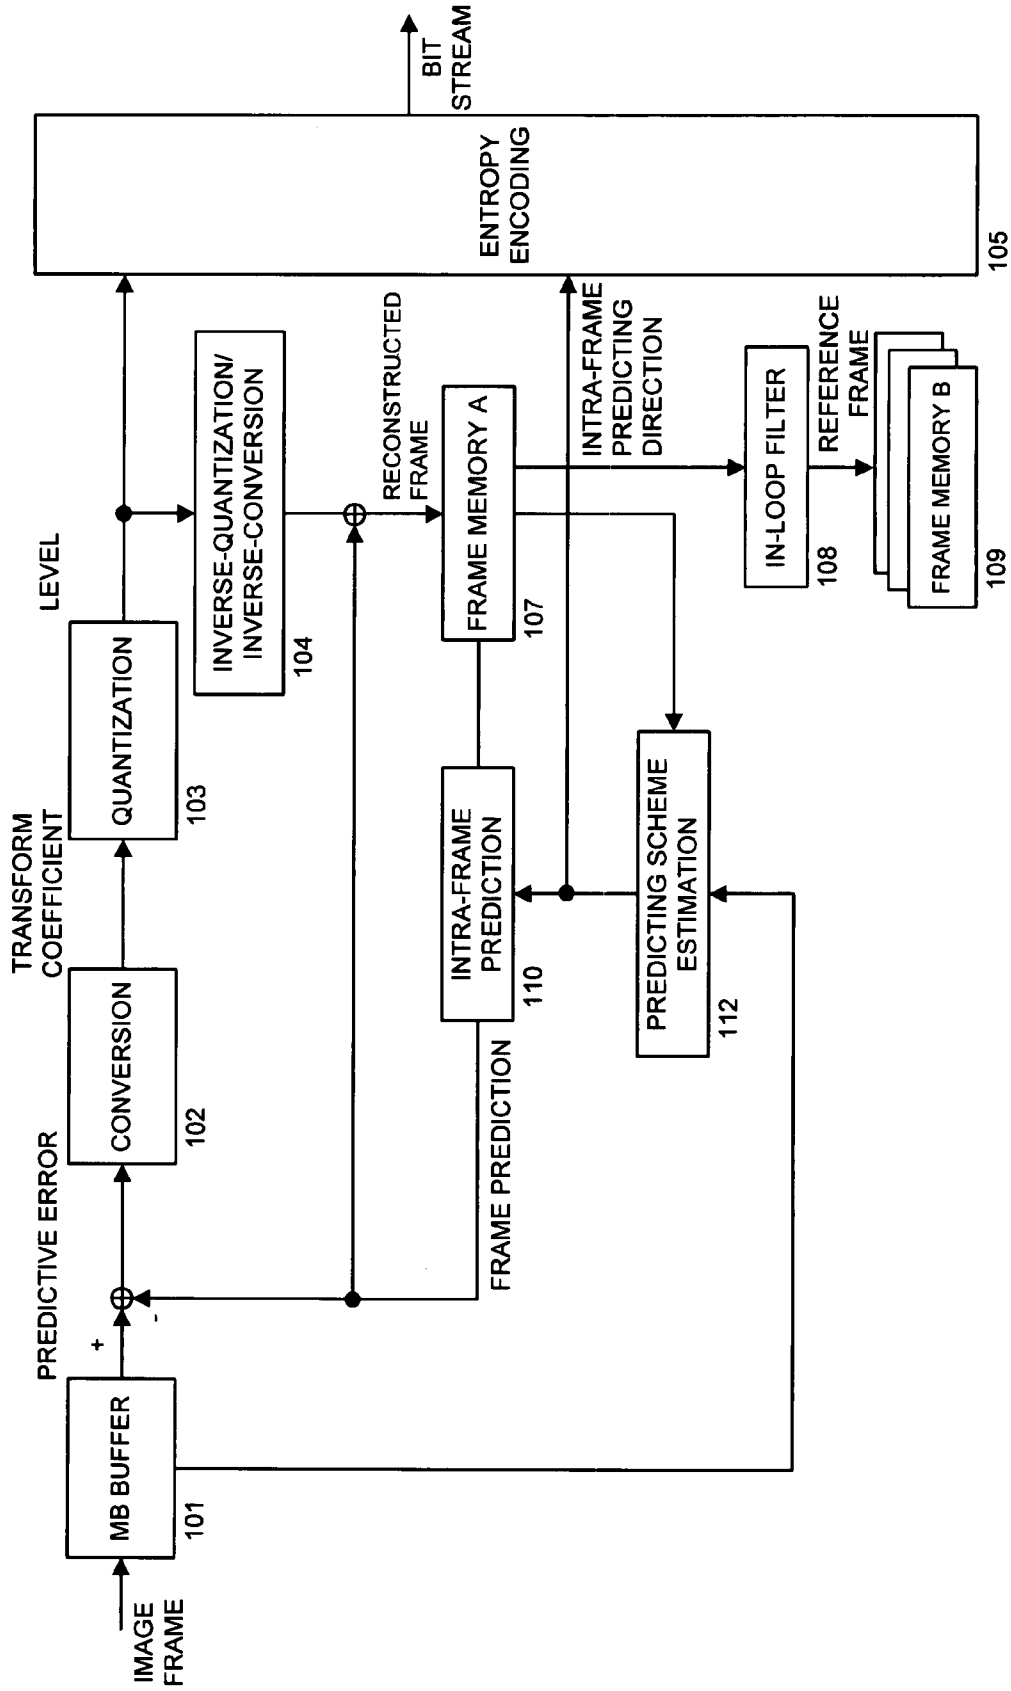 IMAGE
FRAME
MB BUFFER
101
+
-
PREDICTIVE ERROR
CONVERSION
102
TRANSFORM
COEFFICIENT
QUANTIZATION
103
LEVEL
INVERSE-QUANTIZATION/
INVERSE-CONVERSION
104
RECONSTRUCTED
FRAME
FRAME PREDICTION
INTRA-FRAME
PREDICTION
110
FRAME MEMORY A
107
PREDICTING SCHEME
ESTIMATION
112
INTRA-FRAME
PREDICTING
DIRECTION
IN-LOOP FILTER
108
REFERENCE
FRAME
FRAME MEMORY B
109
ENTROPY
ENCODING
105
BIT
STREAM